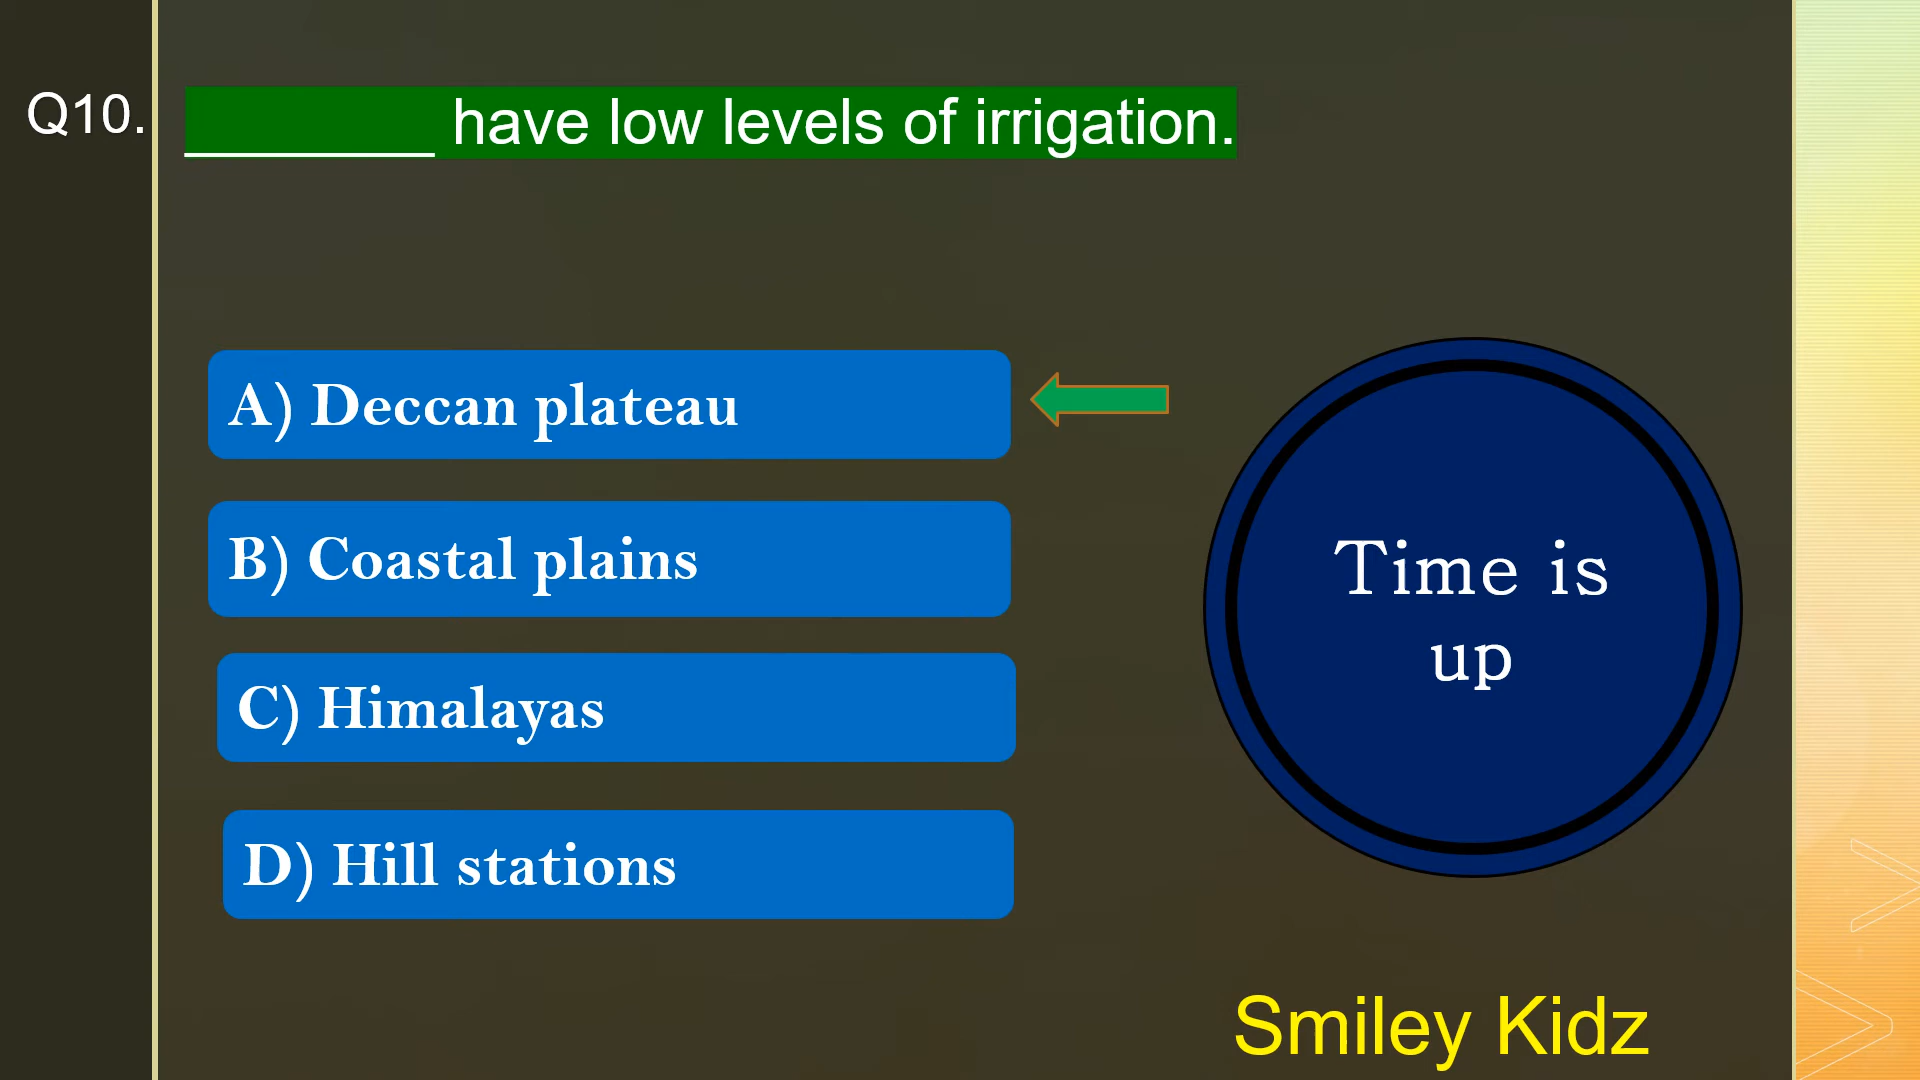 Q10. ________ have low levels of irrigation.
A) Deccan plateau
B) Coastal plains
C) Himalayas
D) Hill stations
Time is
up
Smiley Kidz